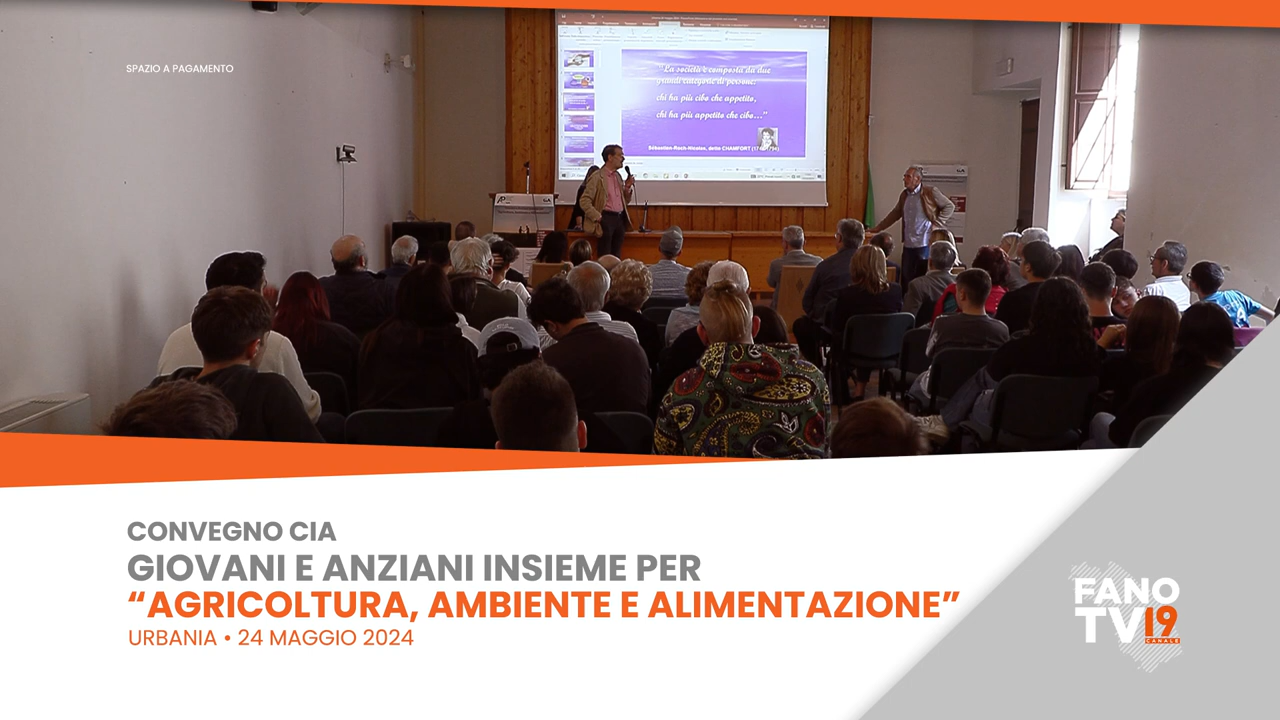 SPAZIO A PAGAMENTO
"La società è composta da due
grandi categorie di persone:
chi ha più cibo che appetito,
chi ha più appetito che cibo..."
Sébastien-Roch-Nicolas, detto CHAMFORT
CONVEGNO CIA
GIOVANI E ANZIANI INSIEME PER
“AGRICOLTURA, AMBIENTE E ALIMENTAZIONE”
URBANIA • 24 MAGGIO 2024
FANO
TV19
CANALE